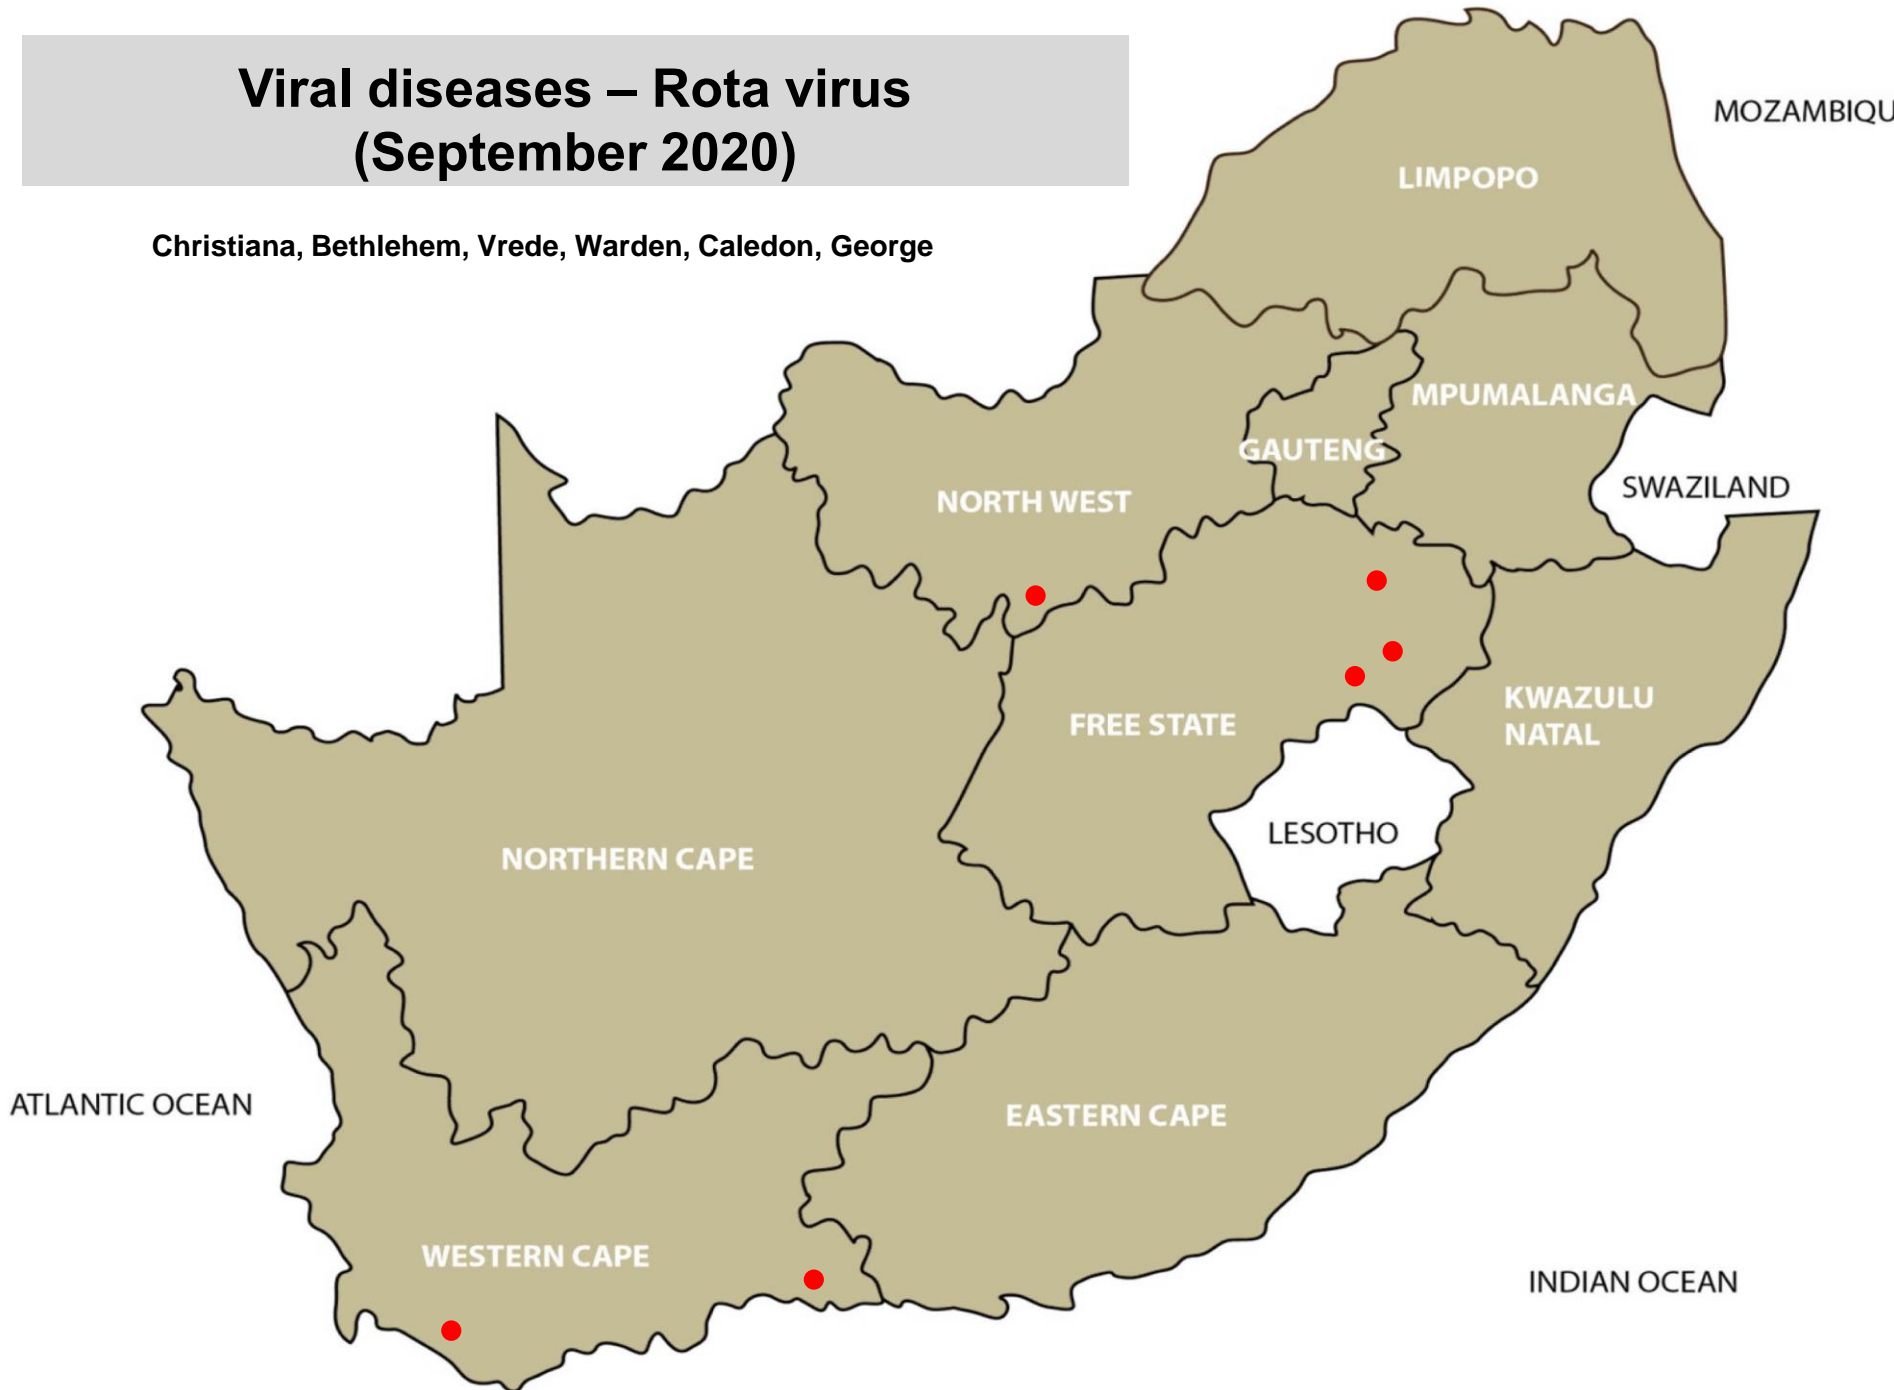 Viral diseases – Rota virus
(September 2020)
Christiana, Bethlehem, Vrede, Warden, Caledon, George
MOZAMBIQU
LIMPOPO
MPUMALANGA
GAUTENG
SWAZILAND
NORTH WEST
KWAZULU
NATAL
FREE STATE
LESOTHO
NORTHERN CAPE
ATLANTIC OCEAN
EASTERN CAPE
WESTERN CAPE
INDIAN OCEAN